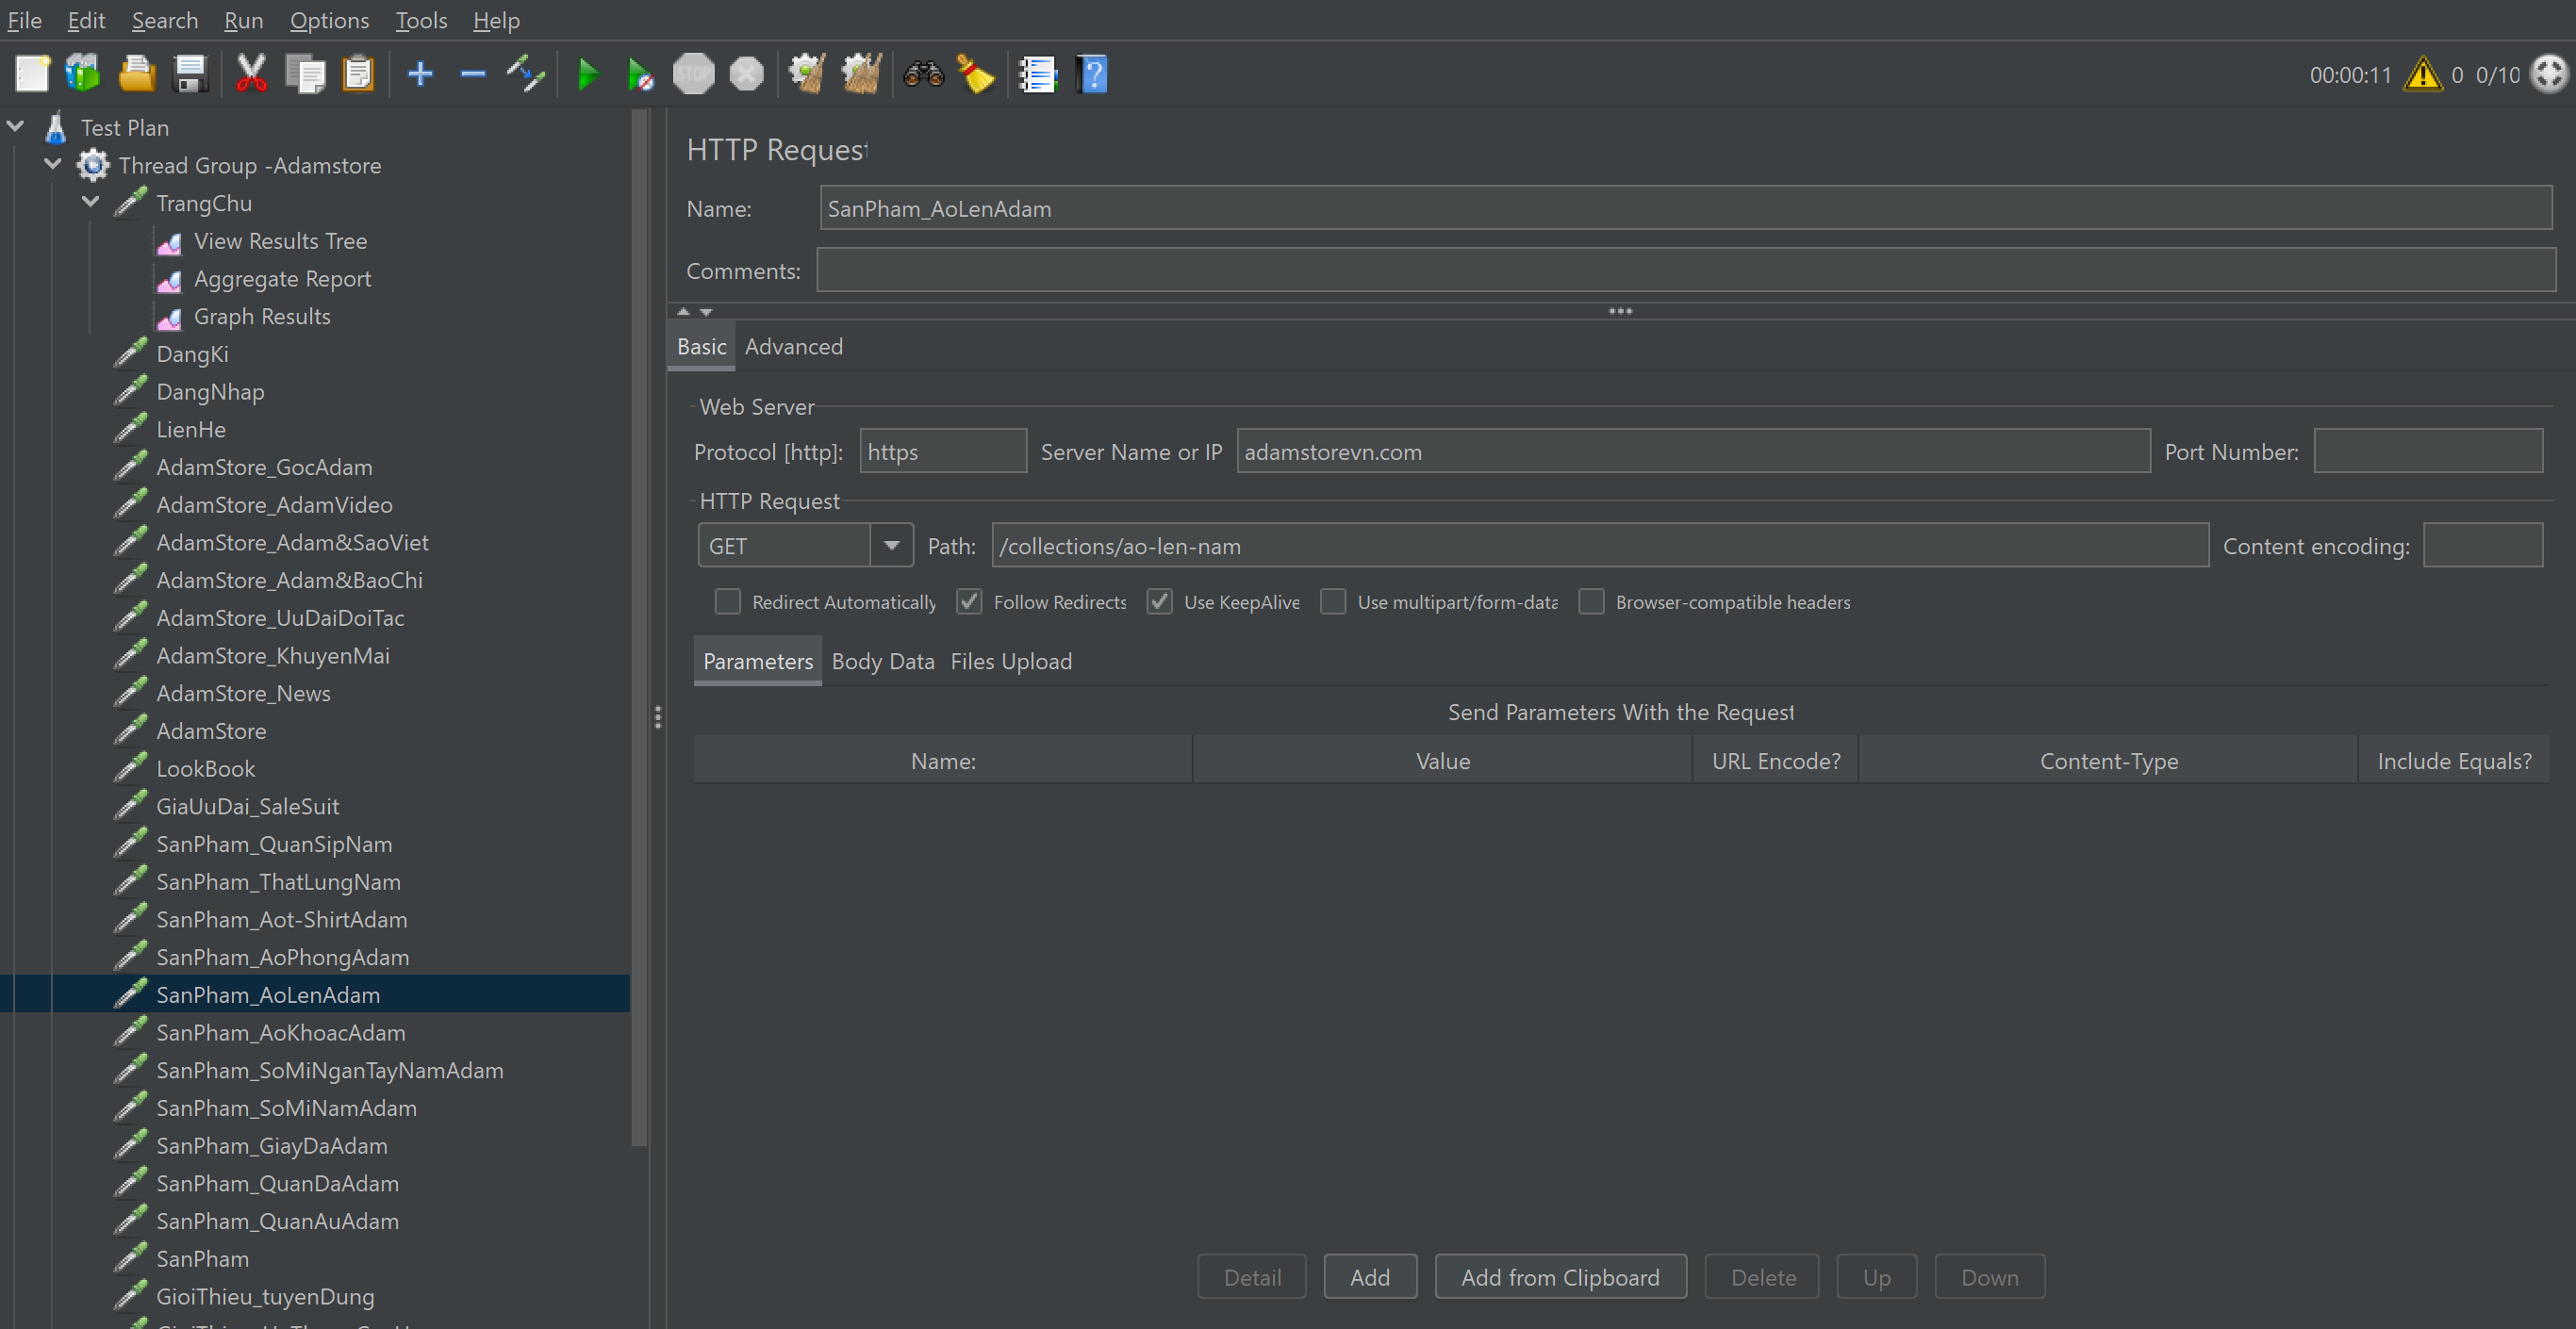 File Edit Search Run Options Tools Help
STOP
00:00:11 0 0/10
Test Plan
Thread Group -Adamstore
TrangChu
View Results Tree
Aggregate Report
Graph Results
DangKi
DangNhap
LienHe
AdamStore_GocAdam
AdamStore_AdamVideo
AdamStore_Adam&SaoViet
AdamStore_Adam&BaoChi
AdamStore_UuDaiDoiTac
AdamStore_KhuyenMai
AdamStore_News
AdamStore
LookBook
GiaUuDai_SaleSuit
SanPham_QuanSipNam
SanPham_ThatLungNam
SanPham_Aot-ShirtAdam
SanPham_AoPhongAdam
SanPham_AoLenAdam
SanPham_AoKhoacAdam
SanPham_SoMiNganTayNamAdam
SanPham_SoMiNamAdam
SanPham_GiayDaAdam
SanPham_QuanDaAdam
SanPham_QuanAuAdam
SanPham
GioiThieu_tuyenDung
HTTP Request
Name: SanPham_AoLenAdam
Comments:
Basic Advanced
Web Server
Protocol [http]: https Server Name or IP adamstorevn.com Port Number:
HTTP Request
GET Path: /collections/ao-len-nam Content encoding:
Redirect Automatically Follow Redirects Use KeepAlive Use multipart/form-data Browser-compatible headers
Parameters Body Data Files Upload
Send Parameters With the Request
Name: Value URL Encode? Content-Type Include Equals?
Detail Add Add from Clipboard Delete Up Down